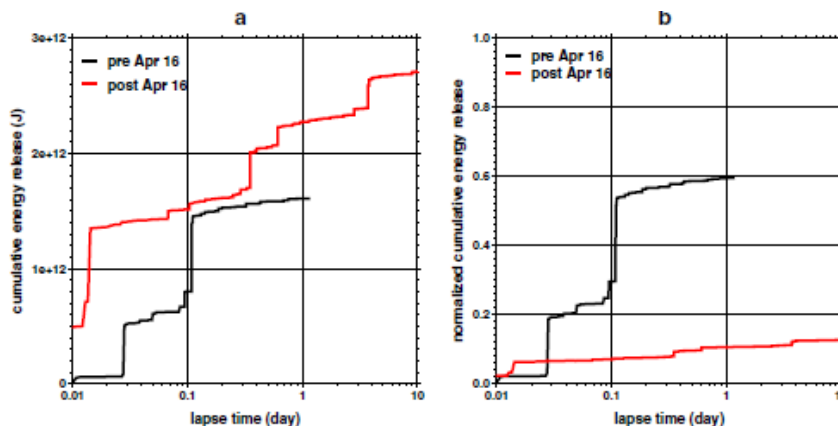 a
cumulative energy release (J)
3e+12
2e+12
1e+12
0
pre Apr 16
post Apr 16
0.01 0.1 1 10
lapse time (day)
b
normalized cumulative energy release
1.0
0.8
0.6
0.4
0.2
0.0
pre Apr 16
post Apr 16
0.01 0.1 1
lapse time (day)